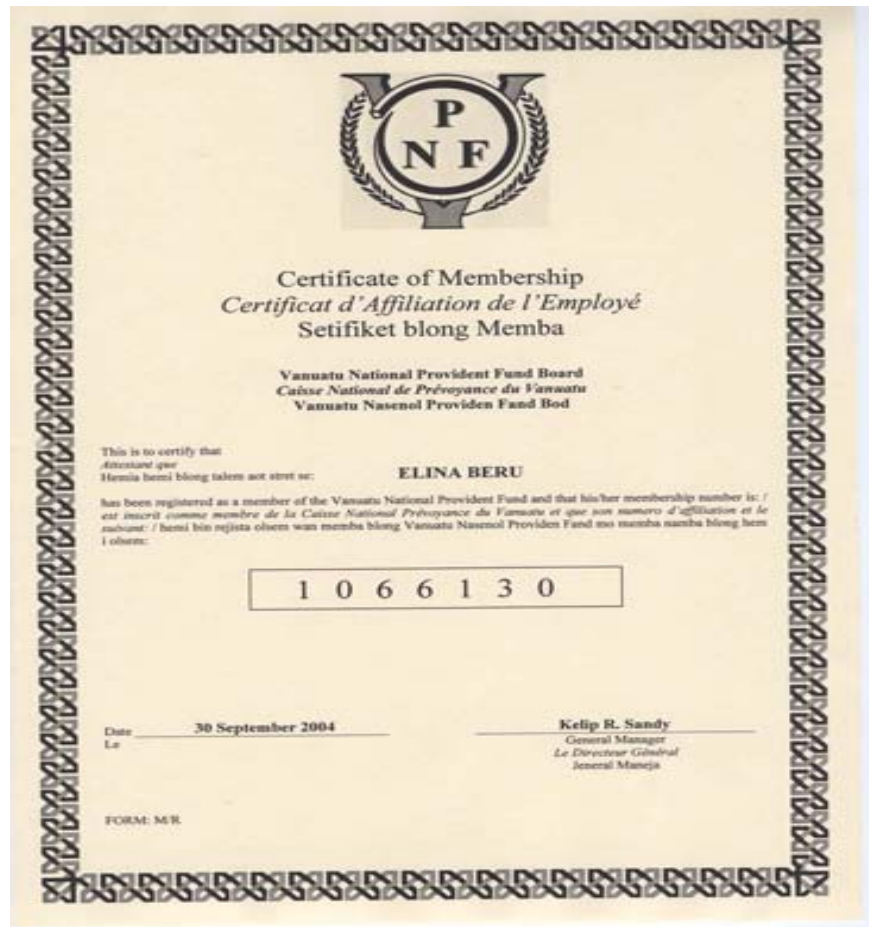 P
N F
Certificate of Membership
Certificat d'Affiliation de l'Employé
Setifiket blong Memba
Vanuatu National Provident Fund Board
Caisse National de Prévoyance du Vanuatu
Vanuatu Nasenol Providen Fand Bod
This is to certify that
Attestant que
Hemia hemi blong talem aot stret se: ELINA BERU
has been registered as a member of the Vanuatu National Provident Fund and that his/her membership number is: /
est inscrit comme membre de la Caisse National Prévoyance du Vanuatu et que son numero d'affiliation et le
suivant: / hemi bin rejista olsem wan memba blong Vanuatu Nasenol Providen Fand mo memba namba blong hem
i olsem:
1 0 6 6 1 3 0
Date 30 September 2004
Le
Kelip R. Sandy
General Manager
Le Directeur Général
Jeneral Maneja
FORM: M/R